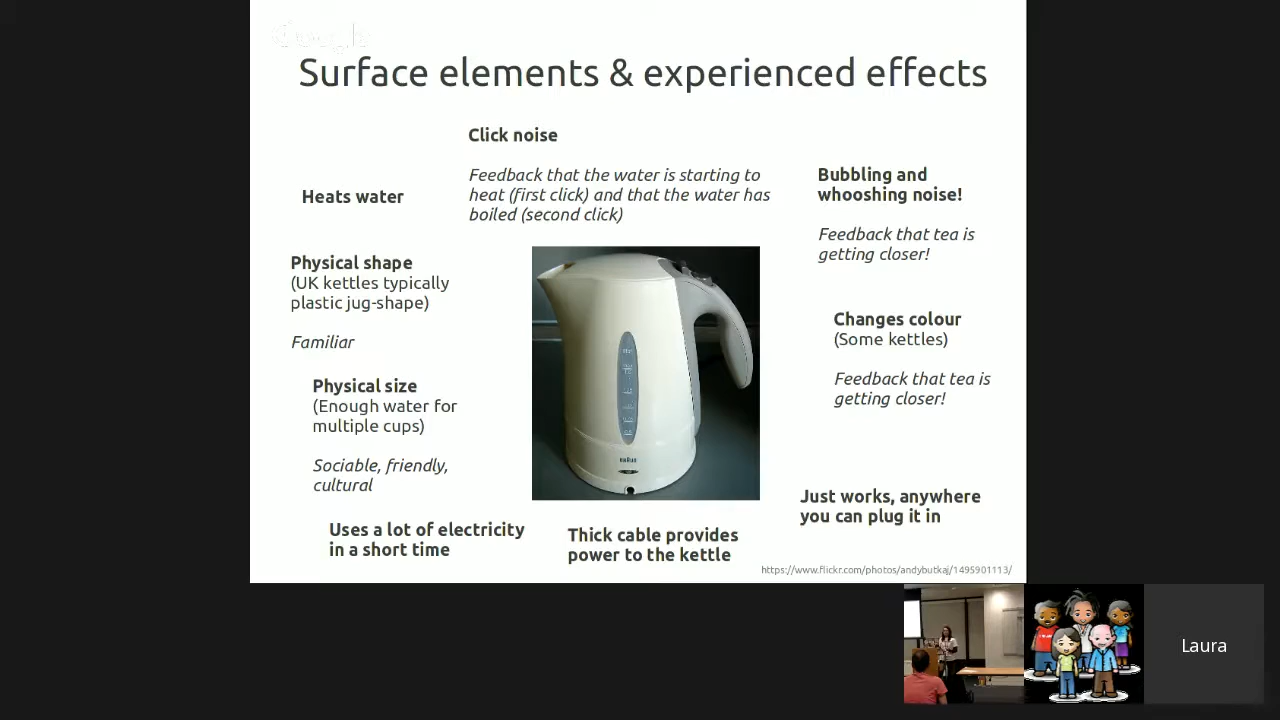 Google
Surface elements & experienced effects
Click noise
Feedback that the water is starting to
heat (first click) and that the water has
boiled (second click)
Heats water
Bubbling and
whooshing noise!
Feedback that tea is
getting closer!
Physical shape
(UK kettles typically
plastic jug-shape)
Familiar
Changes colour
(Some kettles)
Feedback that tea is
getting closer!
Physical size
(Enough water for
multiple cups)
Sociable, friendly,
cultural
Just works, anywhere
you can plug it in
Uses a lot of electricity
in a short time
Thick cable provides
power to the kettle
https://www.flickr.com/photos/andybutkaj/1495901113/
Laura